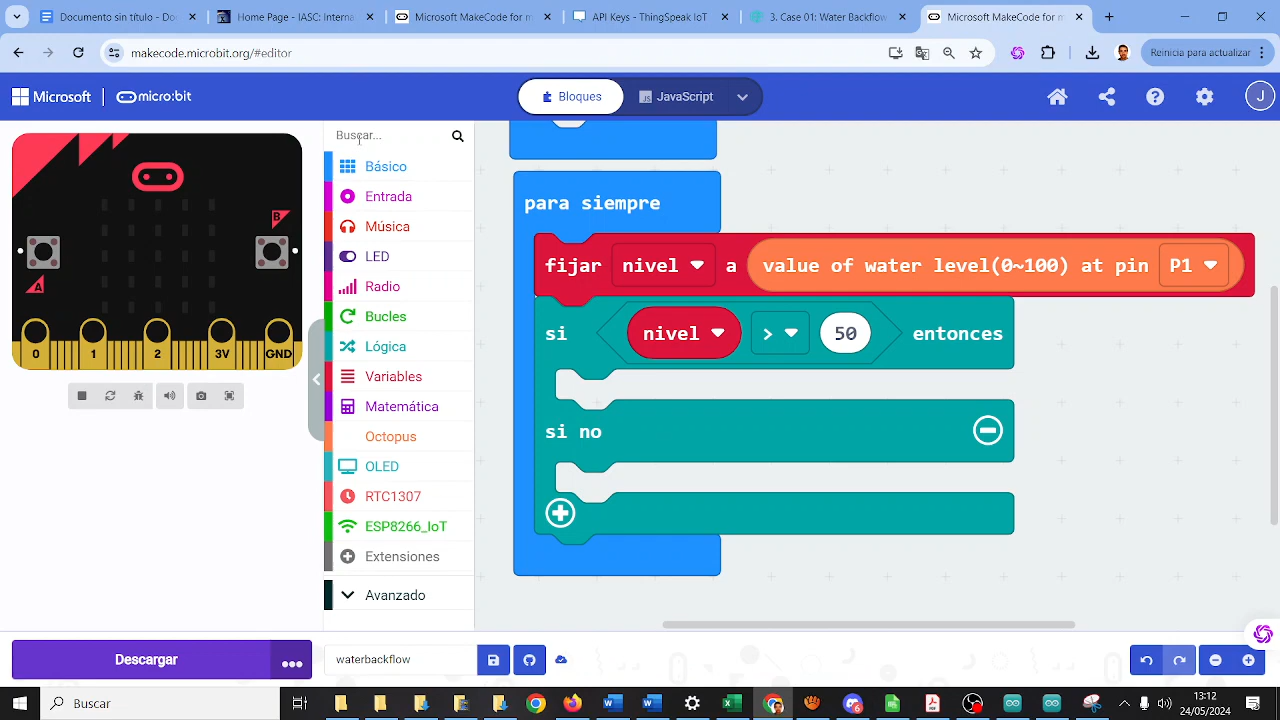 Documento sin título - Doc
Home Page - IASC Interna
Microsoft MakeCode for m
API Keys - ThingSpeak IoT
3. Case 01: Water Backflow
Microsoft MakeCode for m
makecode.microbit.org/#editor
Reinicia para actualizar
Microsoft
micro:bit
Bloques
JavaScript
J
Buscar...
Básico
Entrada
Música
LED
Radio
Bucles
Lógica
Variables
Matemática
Octopus
OLED
RTC1307
ESP8266_IoT
Extensiones
Avanzado
B
A
0 1 2 3V GND
para siempre
fijar nivel a value of water level(0~100) at pin P1
si nivel > 50 entonces
si no
Descargar
waterbackflow
Buscar
13:12
24/05/2024